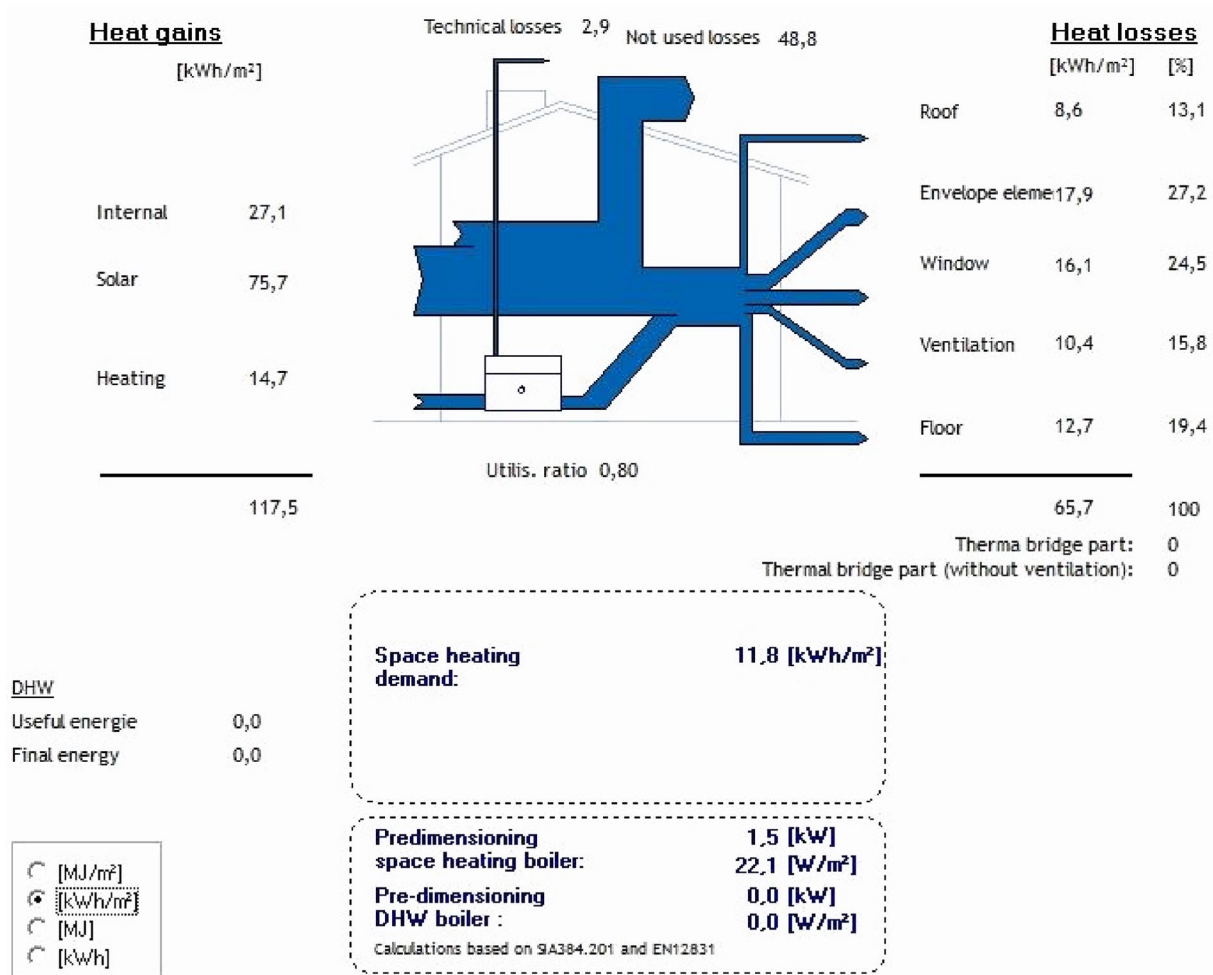 Heat gains
[kWh/m²]
Technical losses 2,9
Not used losses 48,8
Heat losses
[kWh/m²] [%]
Roof 8,6 13,1
Internal 27,1
Envelope eleme 17,9 27,2
Solar 75,7
Window 16,1 24,5
Heating 14,7
Ventilation 10,4 15,8
Floor 12,7 19,4
Utilis. ratio 0,80
117,5
65,7 100
Therma bridge part: 0
Thermal bridge part (without ventilation): 0
Space heating 11,8 [kWh/m²]
demand:
DHW
Useful energie 0,0
Final energy 0,0
Predimensioning 1,5 [kW]
space heating boiler: 22,1 [W/m²]
Pre-dimensioning 0,0 [kW]
DHW boiler : 0,0 [W/m²]
Calculations based on SIA384.201 and EN12831
[MJ/m²]
[kWh/m²]
[MJ]
[kWh]